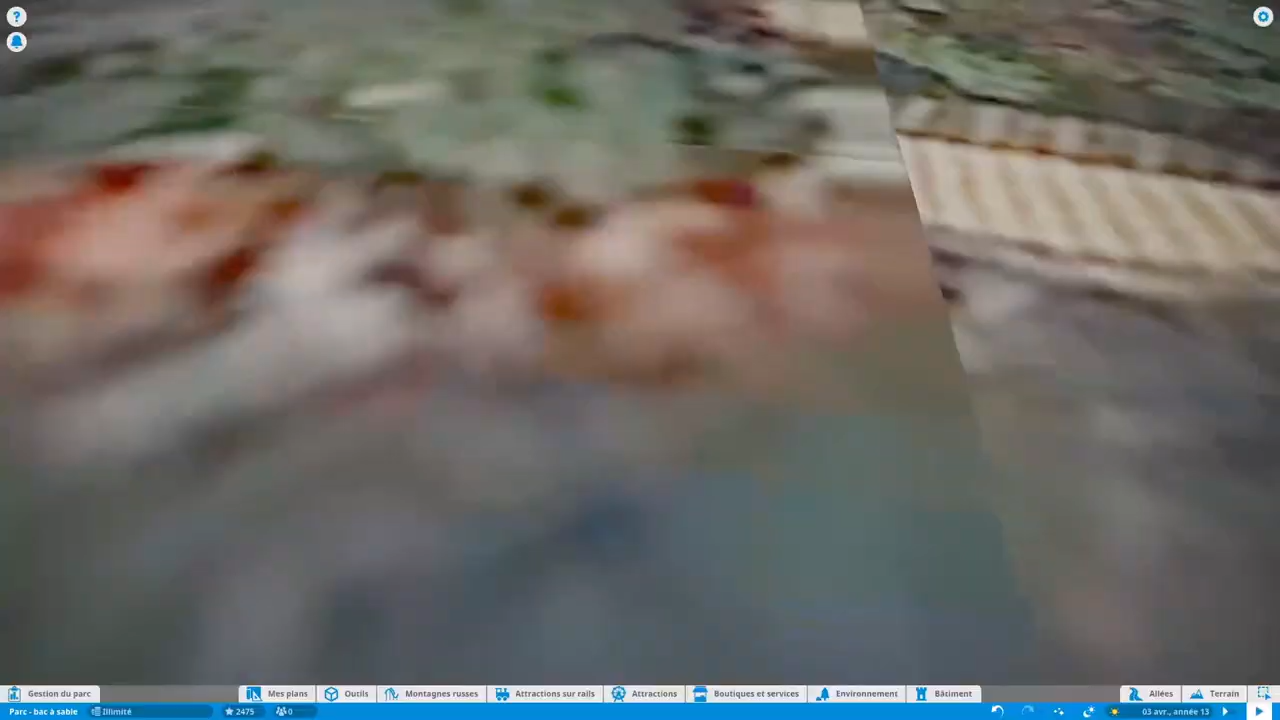 ?
Gestion du parc Mes plans Outils Montagnes russes Attractions sur rails Attractions Boutiques et services Environnement Bâtiment Allées Terrain
Parc - bac à sable Illimité 2475 0 03 avr., année 13